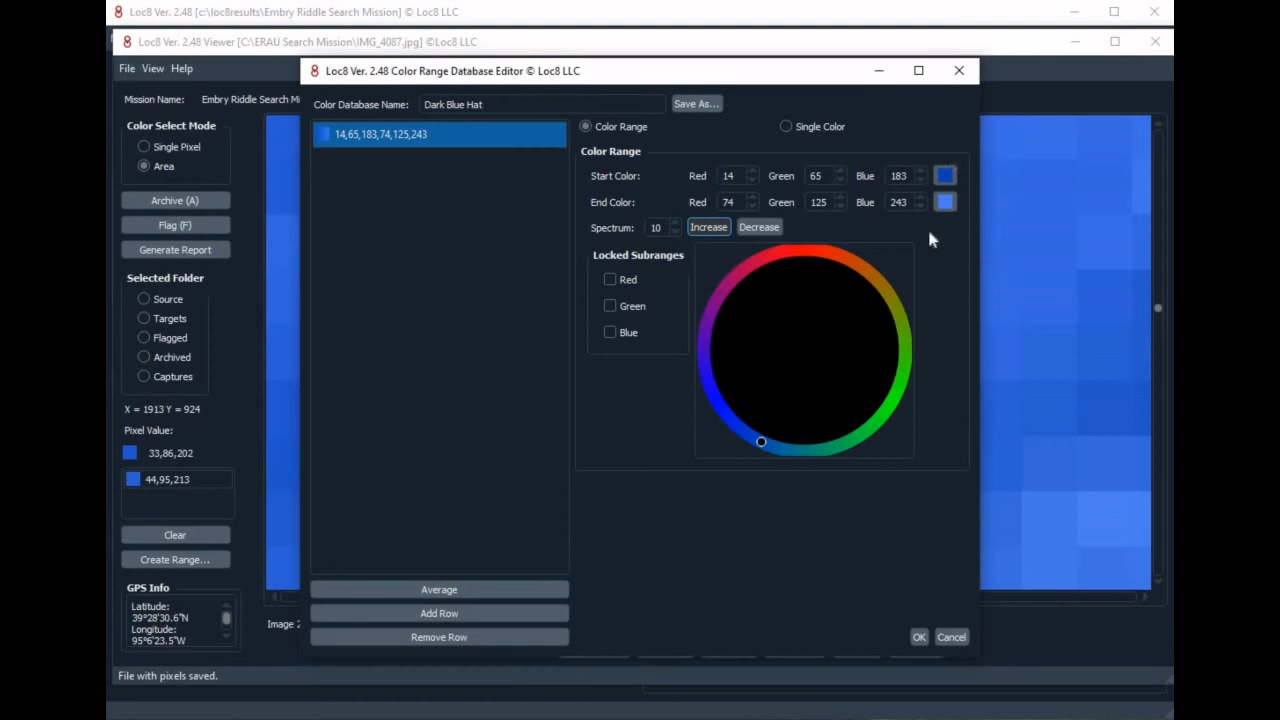 Loc8 Ver. 2.48 [c:\loc8results\Embry Riddle Search Mission] © Loc8 LLC
Loc8 Ver. 2.48 Viewer [C:\ERAU Search Mission\IMG_4087.jpg] ©Loc8 LLC
File View Help
Loc8 Ver. 2.48 Color Range Database Editor © Loc8 LLC
Mission Name: Embry Riddle Search Mi
Color Database Name: Dark Blue Hat Save As...
Color Select Mode
Single Pixel
Area
Archive (A)
Flag (F)
Generate Report
Selected Folder
Source
Targets
Flagged
Archived
Captures
X = 1913 Y = 924
Pixel Value:
33,86,202
44,95,213
Clear
Create Range...
GPS Info
Latitude:
39°28'30.6"N
Longitude:
95°6'23.5"W
Image 2
File with pixels saved.
14,65,183,74,125,243
Average
Add Row
Remove Row
Color Range Single Color
Color Range
Start Color: Red 14 Green 65 Blue 183
End Color: Red 74 Green 125 Blue 243
Spectrum: 10 Increase Decrease
Locked Subranges
Red
Green
Blue
OK Cancel